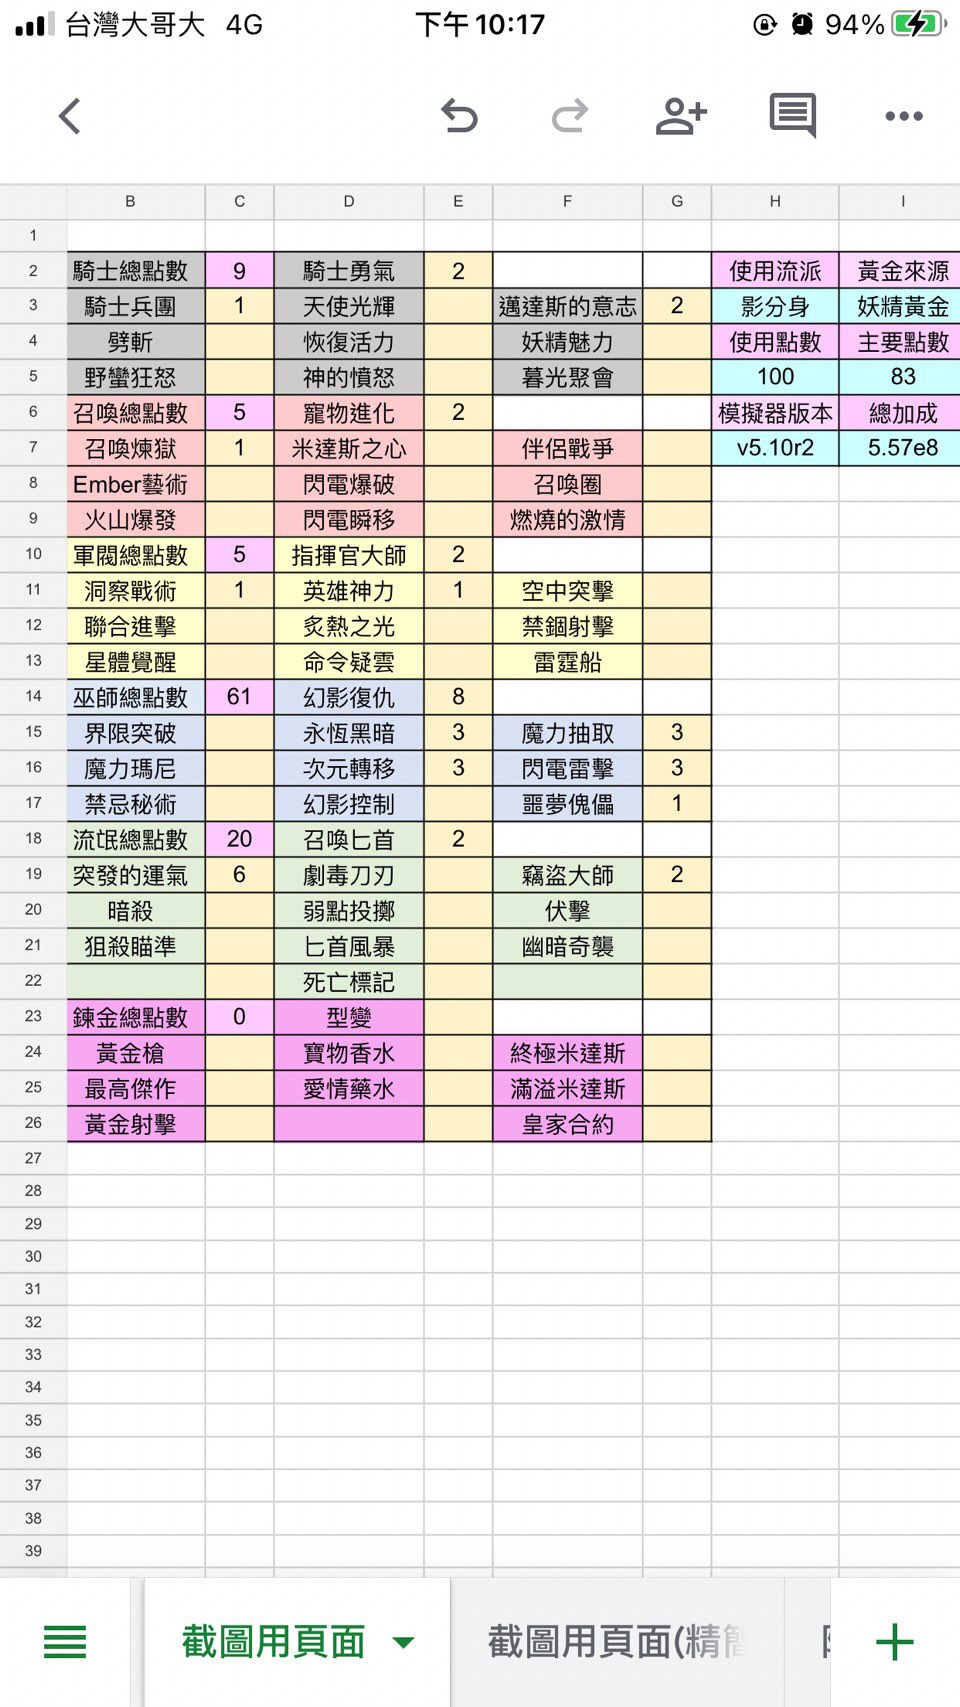 台灣大哥大 4G 下午10:17 94%
B C D E F G H I
1
2 騎士總點數 9 騎士勇氣 2 使用流派 黃金來源
3 騎士兵團 1 天使光輝 邁達斯的意志 2 影分身 妖精黃金
4 劈斬 恢復活力 妖精魅力 使用點數 主要點數
5 野蠻狂怒 神的憤怒 暮光聚會 100 83
6 召喚總點數 5 寵物進化 2 模擬器版本 總加成
7 召喚煉獄 1 米達斯之心 伴侶戰爭 v5.10r2 5.57e8
8 Ember藝術 閃電爆破 召喚圈
9 火山爆發 閃電瞬移 燃燒的激情
10 軍閥總點數 5 指揮官大師 2
11 洞察戰術 1 英雄神力 1 空中突擊
12 聯合進擊 炙熱之光 禁錮射擊
13 星體覺醒 命令疑雲 雷霆船
14 巫師總點數 61 幻影復仇 8
15 界限突破 永恆黑暗 3 魔力抽取 3
16 魔力瑪尼 次元轉移 3 閃電雷擊 3
17 禁忌秘術 幻影控制 噩夢傀儡 1
18 流氓總點數 20 召喚匕首 2
19 突發的運氣 6 劇毒刀刃 竊盜大師 2
20 暗殺 弱點投擲 伏擊
21 狙殺瞄準 匕首風暴 幽暗奇襲
22 死亡標記
23 鍊金總點數 0 型變
24 黃金槍 寶物香水 終極米達斯
25 最高傑作 愛情藥水 滿溢米達斯
26 黃金射擊 皇家合約
27
28
29
30
31
32
33
34
35
36
37
38
39
截圖用頁面 截圖用頁面(精簡